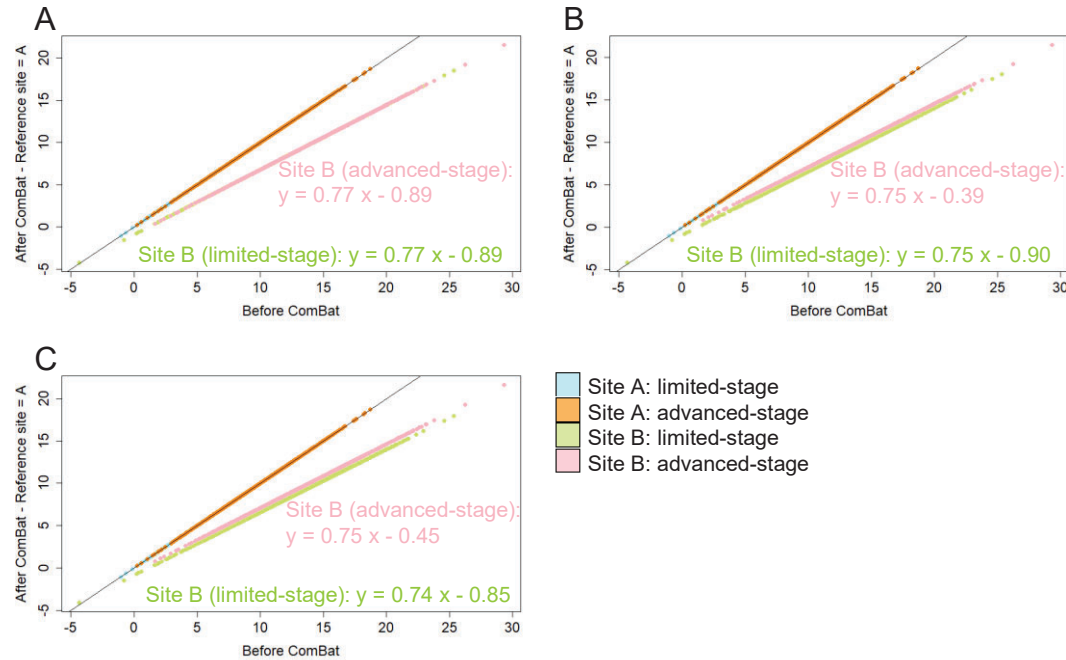 A
After ComBat - Reference site = A
20
15
10
5
0
-5
Site B (advanced-stage):
y = 0.77 x - 0.89
Site B (limited-stage): y = 0.77 x - 0.89
-5 0 5 10 15 20 25 30
Before ComBat
B
After ComBat - Reference site = A
20
15
10
5
0
-5
Site B (advanced-stage):
y = 0.75 x - 0.39
Site B (limited-stage): y = 0.75 x - 0.90
-5 0 5 10 15 20 25 30
Before ComBat
C
After ComBat - Reference site = A
20
15
10
5
0
-5
Site B (advanced-stage):
y = 0.75 x - 0.45
Site B (limited-stage): y = 0.74 x - 0.85
-5 0 5 10 15 20 25 30
Before ComBat
Site A: limited-stage
Site A: advanced-stage
Site B: limited-stage
Site B: advanced-stage